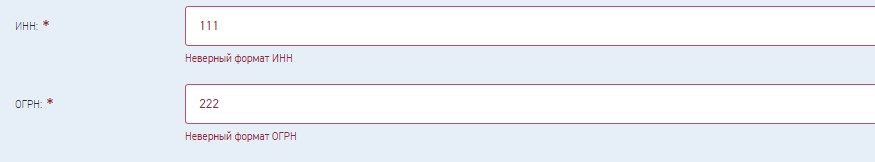 ИНН: *
111
Неверный формат ИНН
ОГРН: *
222
Неверный формат ОГРН